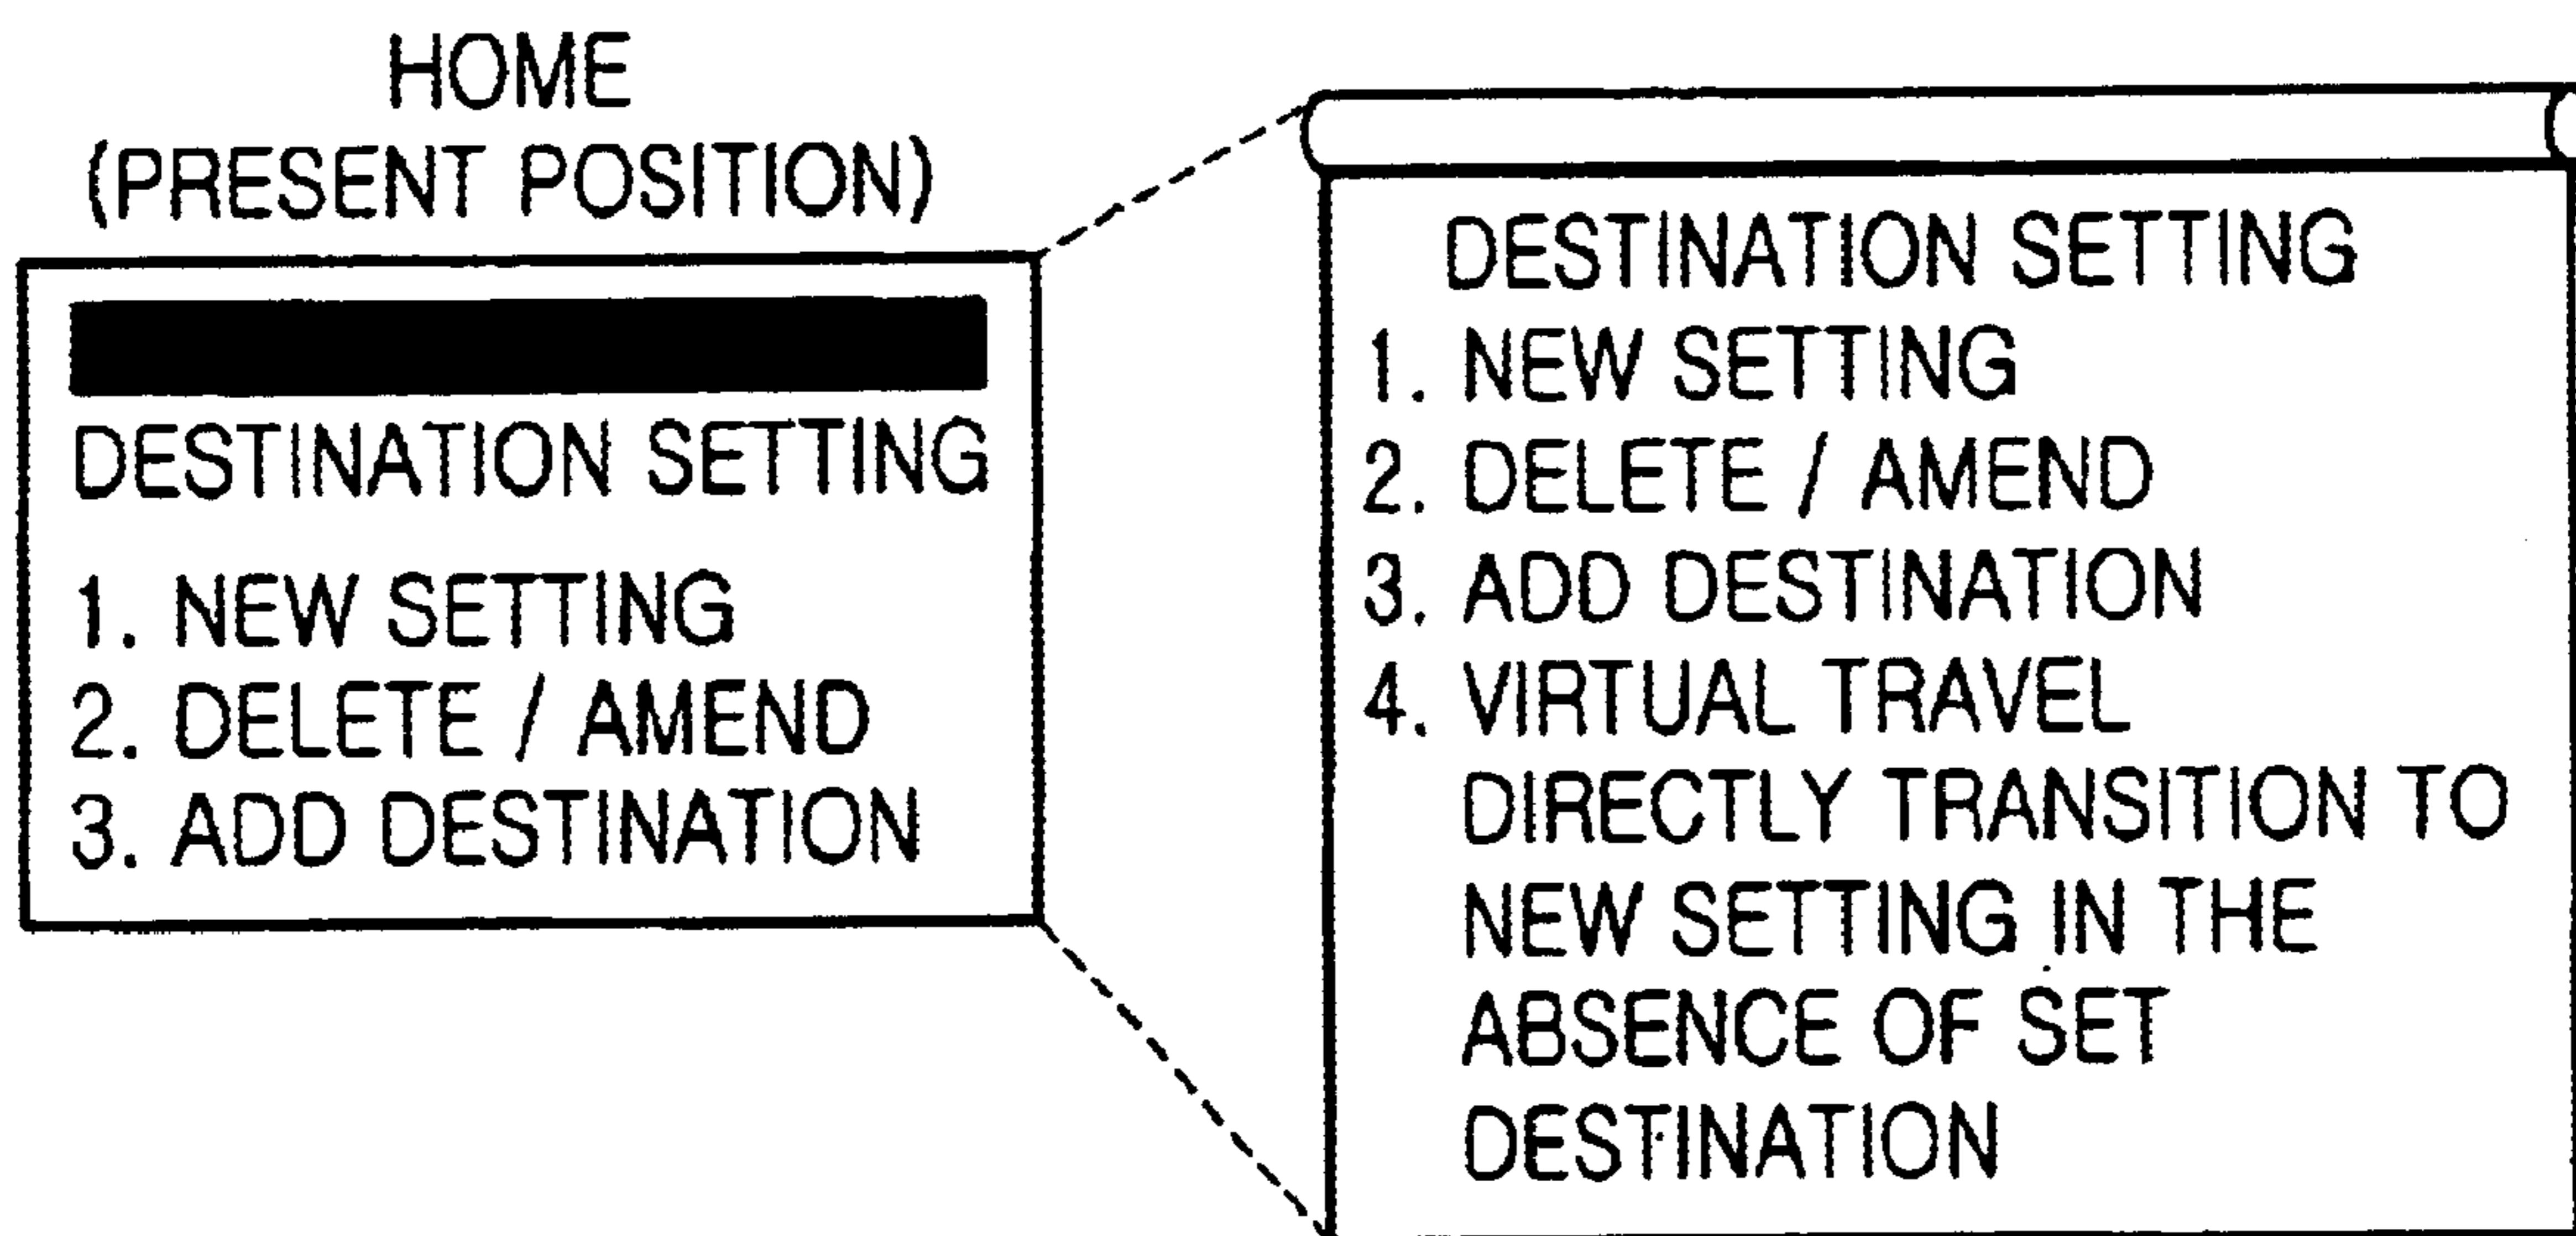 HOME
(PRESENT POSITION)
DESTINATION SETTING
1. NEW SETTING
2. DELETE / AMEND
3. ADD DESTINATION
DESTINATION SETTING
1. NEW SETTING
2. DELETE / AMEND
3. ADD DESTINATION
4. VIRTUAL TRAVEL
DIRECTLY TRANSITION TO
NEW SETTING IN THE
ABSENCE OF SET
DESTINATION